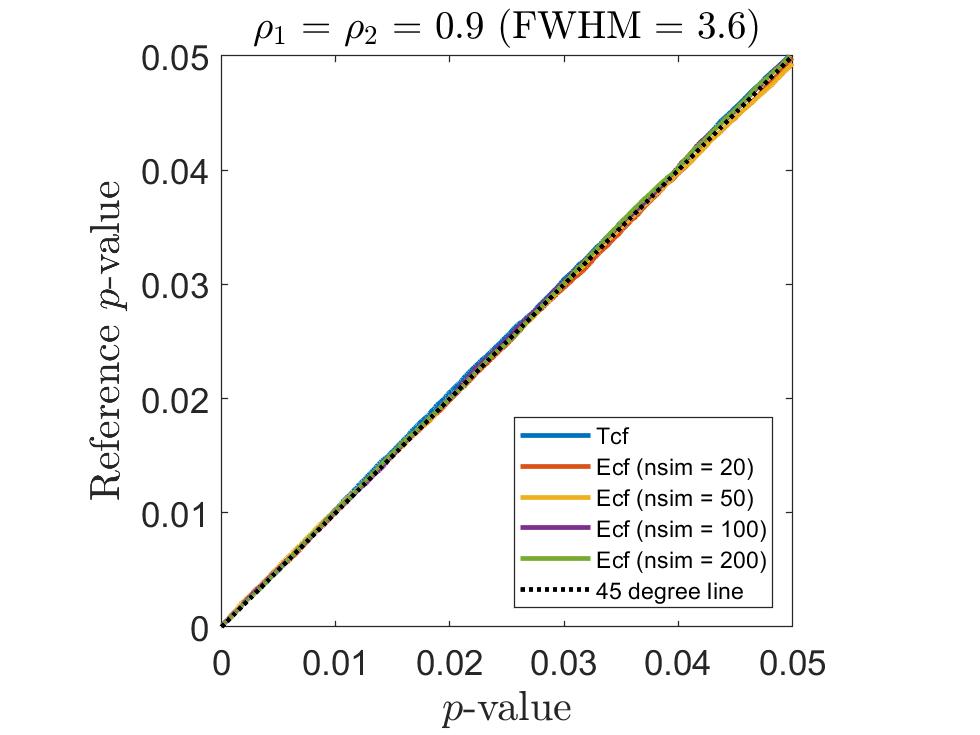 ρ₁ = ρ₂ = 0.9 (FWHM = 3.6)
0.05
0.04
0.03
0.02
0.01
0
Reference p-value
Tcf
Ecf (nsim = 20)
Ecf (nsim = 50)
Ecf (nsim = 100)
Ecf (nsim = 200)
45 degree line
0 0.01 0.02 0.03 0.04 0.05
p-value